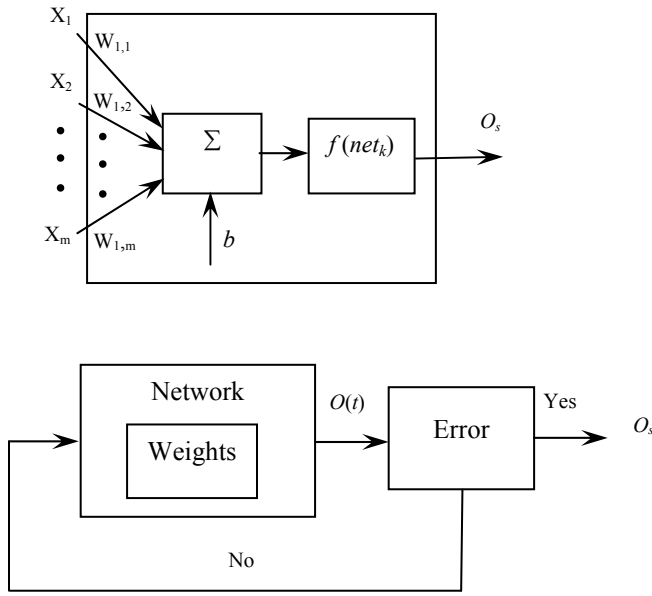 X₁
W₁,₁
X₂
W₁,₂
Σ
f(netₖ)
Oₛ
Xₘ
W₁,ₘ
b
Network
Weights
O(t)
Error
Yes
Oₛ
No